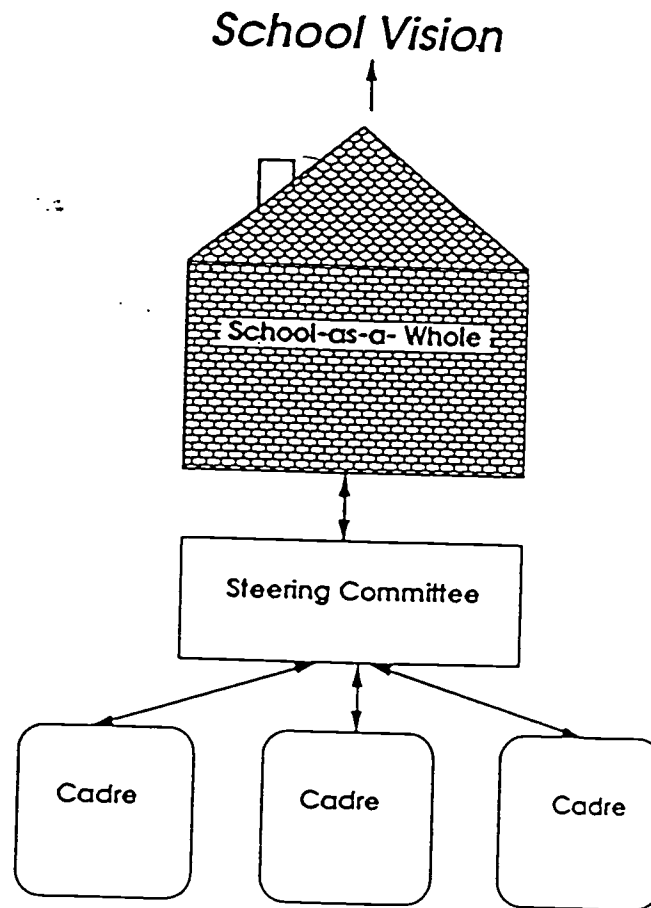 School Vision
School-as-a- Whole
Steering Committee
Cadre
Cadre
Cadre